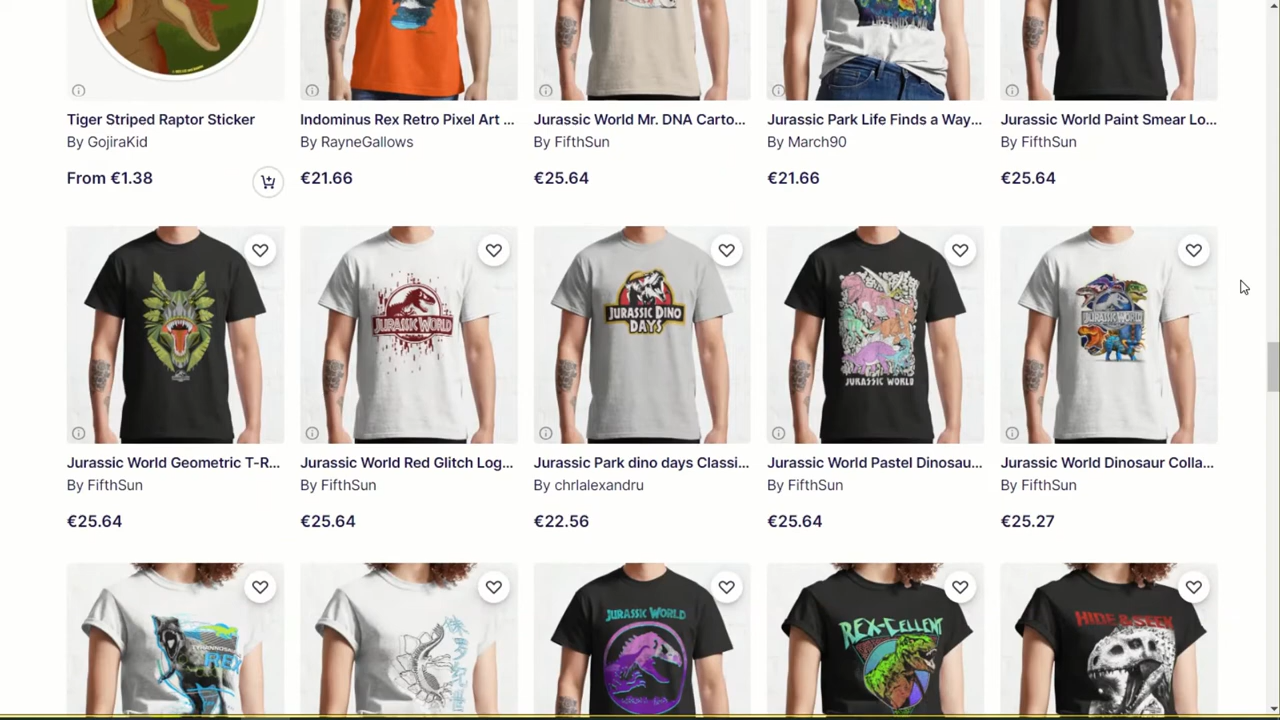 Tiger Striped Raptor Sticker
By GojiraKid
From €1.38
Indominus Rex Retro Pixel Art ...
By RayneGallows
€21.66
Jurassic World Mr. DNA Carto...
By FifthSun
€25.64
Jurassic Park Life Finds a Way...
By March90
€21.66
Jurassic World Paint Smear Lo...
By FifthSun
€25.64
JURASSIC WORLD
JURASSIC DINO
DAYS
JURASSIC WORLD
JURASSIC WORLD
Jurassic World Geometric T-R...
By FifthSun
€25.64
Jurassic World Red Glitch Log...
By FifthSun
€25.64
Jurassic Park dino days Classi...
By chrlalexandru
€22.56
Jurassic World Pastel Dinosau...
By FifthSun
€25.64
Jurassic World Dinosaur Colla...
By FifthSun
€25.27
TYRANNOSAURUS
REX
JURASSIC WORLD
REX-CELLENT
HIDE & SEEK